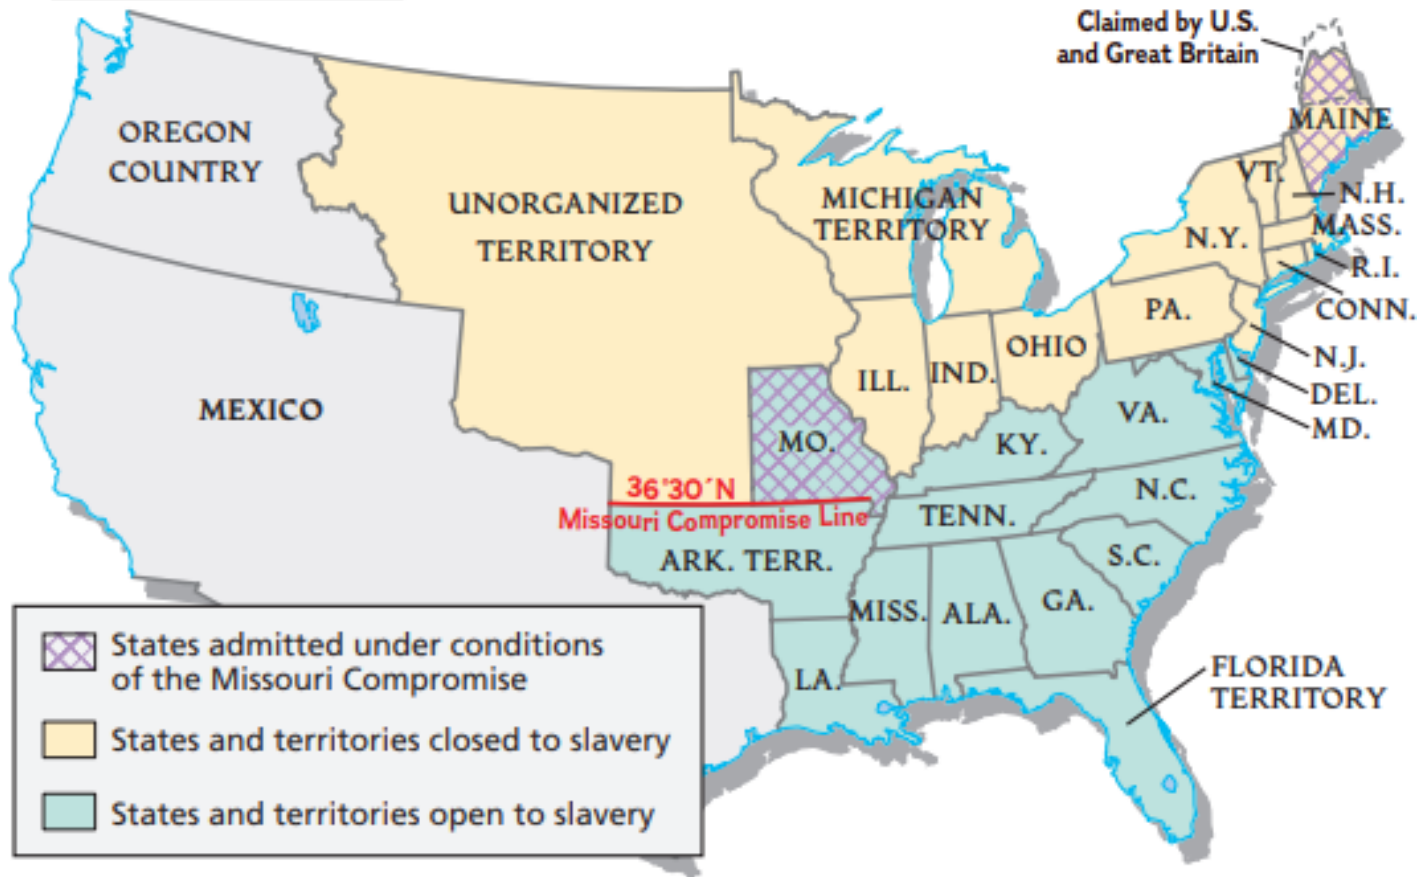 Claimed by U.S.
and Great Britain
OREGON
COUNTRY
UNORGANIZED
TERRITORY
MICHIGAN
TERRITORY
MAINE
VT.
N.H.
MASS.
N.Y.
R.I.
CONN.
PA.
N.J.
DEL.
MD.
OHIO
IND.
ILL.
MEXICO
MO.
VA.
KY.
36°30´N
Missouri Compromise Line
N.C.
TENN.
ARK. TERR.
S.C.
MISS.
ALA.
GA.
LA.
FLORIDA
TERRITORY
States admitted under conditions
of the Missouri Compromise
States and territories closed to slavery
States and territories open to slavery